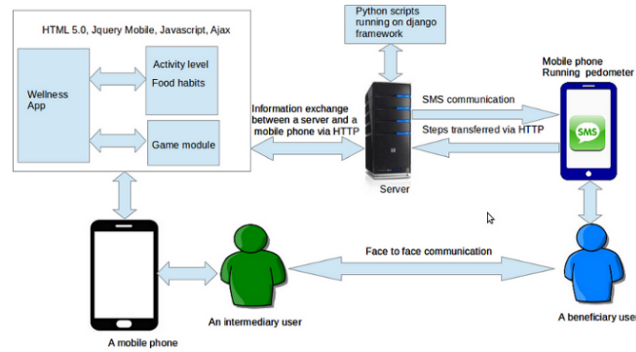 HTML 5.0, Jquery Mobile, Javascript, Ajax
Wellness
App
Activity level
Food habits
Game module
Python scripts
running on django
framework
Information exchange
between a server and a
mobile phone via HTTP
Server
SMS communication
Steps transferred via HTTP
Mobile phone
Running pedometer
SMS
Face to face communication
A mobile phone
An intermediary user
A beneficiary user